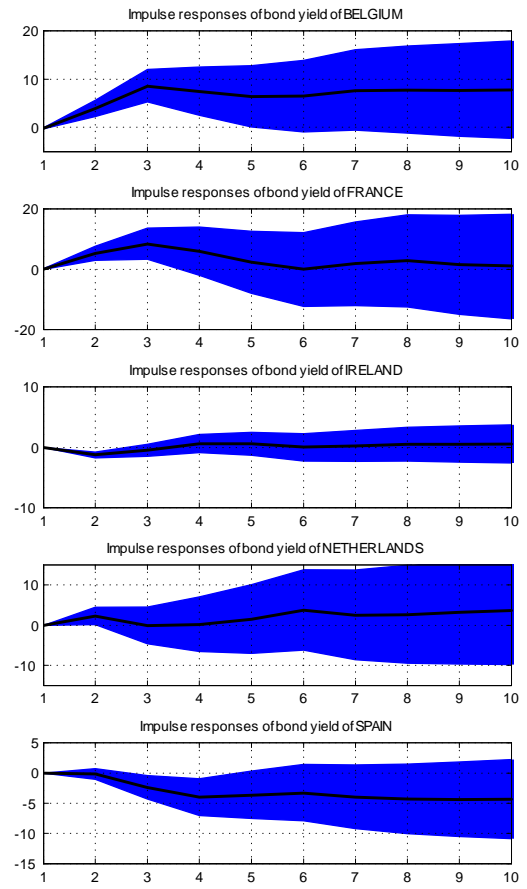 Impulse responses of bond yield of BELGIUM
20
10
0
1 2 3 4 5 6 7 8 9 10
Impulse responses of bond yield of FRANCE
20
0
-20
1 2 3 4 5 6 7 8 9 10
Impulse responses of bond yield of IRELAND
10
0
-10
1 2 3 4 5 6 7 8 9 10
Impulse responses of bond yield of NETHERLANDS
10
0
-10
1 2 3 4 5 6 7 8 9 10
Impulse responses of bond yield of SPAIN
5
0
-5
-10
-15
1 2 3 4 5 6 7 8 9 10